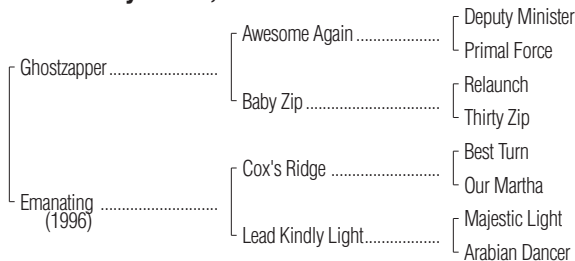 Deputy Minister
Awesome Again
Primal Force
Ghostzapper
Relaunch
Baby Zip
Thirty Zip
Best Turn
Cox's Ridge
Our Martha
Emanating
(1996)
Majestic Light
Lead Kindly Light
Arabian Dancer